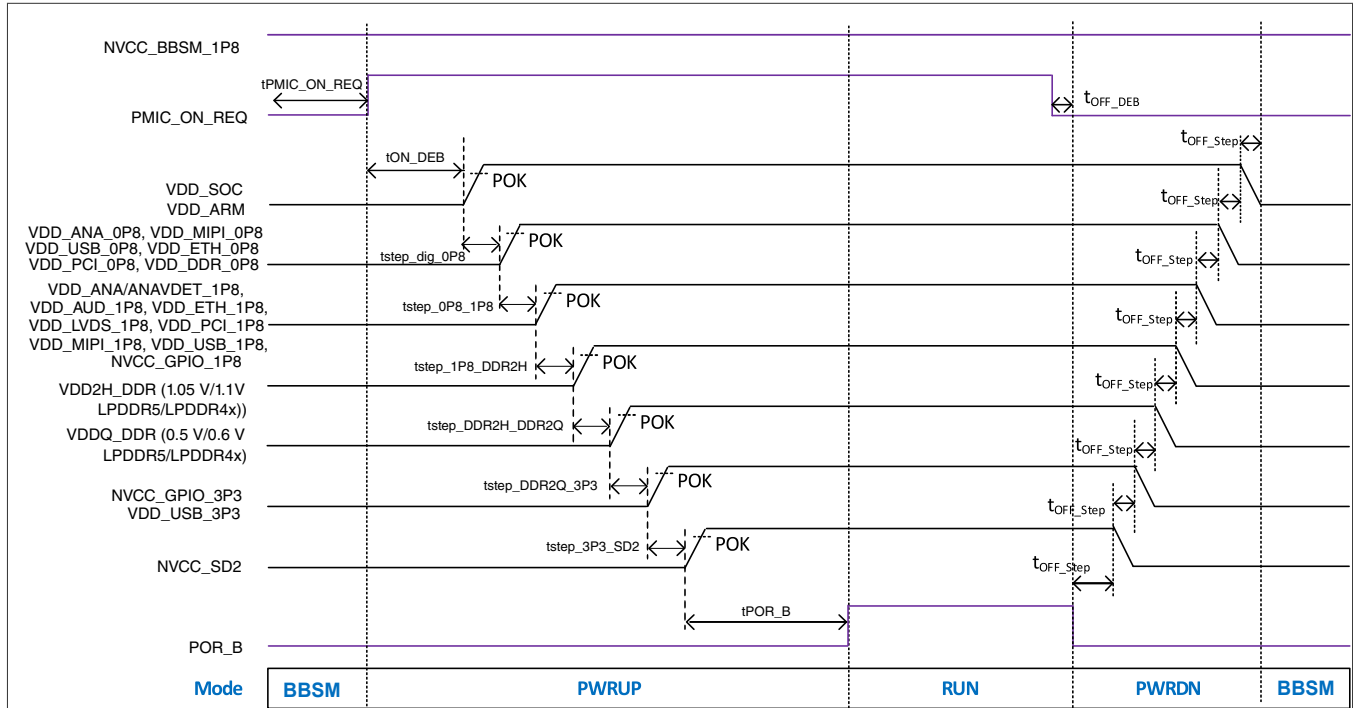 NVCC_BBSM_1P8
tPMIC_ON_REQ
PMIC_ON_REQ
tOFF_DEB
tON_DEB
tOFF_Step
POK
VDD_SOC
VDD_ARM
tOFF_Step
VDD_ANA_0P8, VDD_MIPI_0P8
VDD_USB_0P8, VDD_ETH_0P8
VDD_PCI_0P8, VDD_DDR_0P8
tstep_dig_0P8
POK
tOFF_Step
VDD_ANA/ANAVDET_1P8,
VDD_AUD_1P8, VDD_ETH_1P8,
VDD_LVDS_1P8, VDD_PCI_1P8
VDD_MIPI_1P8, VDD_USB_1P8,
NVCC_GPIO_1P8
tstep_0P8_1P8
POK
tOFF_Step
tstep_1P8_DDR2H
POK
tOFF_Step
VDD2H_DDR (1.05 V/1.1V
LPDDR5/LPDDR4x))
tstep_DDR2H_DDR2Q
POK
tOFF_Step
VDDQ_DDR (0.5 V/0.6 V
LPDDR5/LPDDR4x)
tstep_DDR2Q_3P3
POK
tOFF_Step
NVCC_GPIO_3P3
VDD_USB_3P3
tstep_3P3_SD2
POK
tOFF_Step
NVCC_SD2
tPOR_B
POR_B
Mode BBSM PWRUP RUN PWRDN BBSM